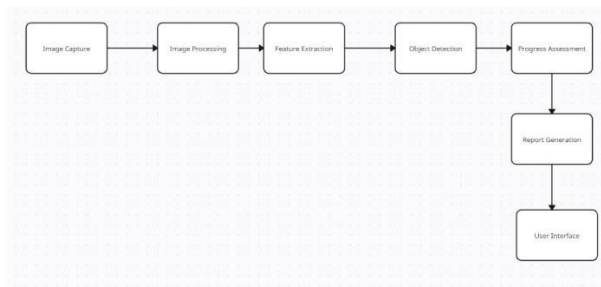 Image Capture
Image Processing
Feature Extraction
Object Detection
Progress Assessment
Report Generation
User Interface